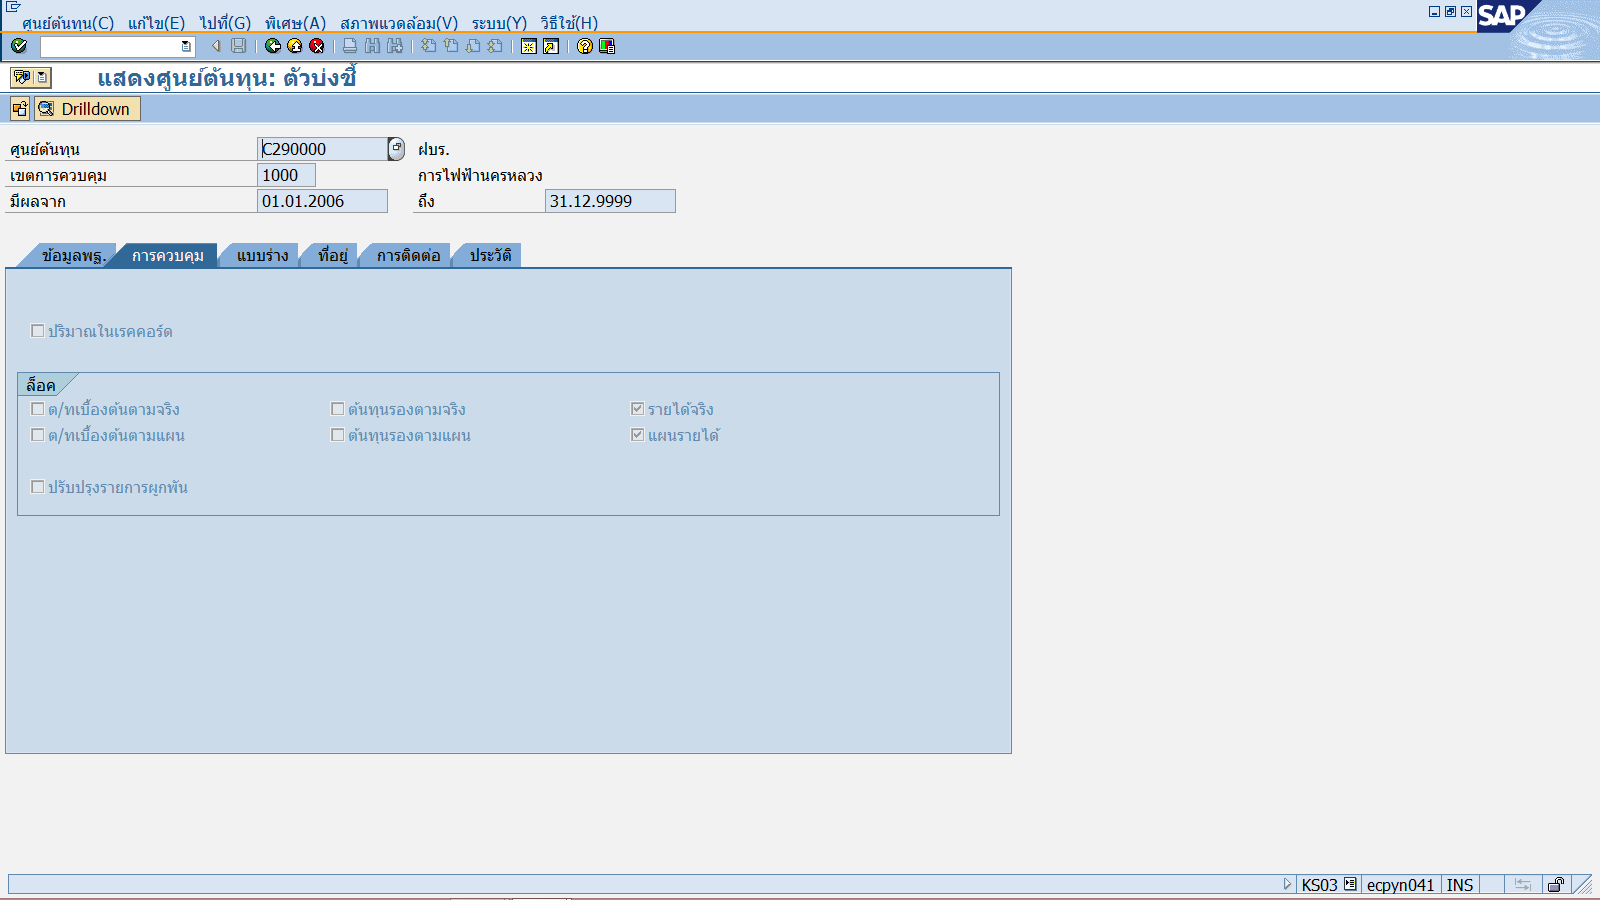 ศูนย์ต้นทุน(C) แก้ไข(E) ไปที่(G) พิเศษ(A) สภาพแวดล้อม(V) ระบบ(Y) วิธีใช้(H)
SAP
แสดงศูนย์ต้นทุน: ตัวบ่งชี้
Drilldown
ศูนย์ต้นทุน C290000 ฝบร.
เขตการควบคุม 1000 การไฟฟ้านครหลวง
มีผลจาก 01.01.2006 ถึง 31.12.9999
ข้อมูลพฐ. การควบคุม แบบร่าง ที่อยู่ การติดต่อ ประวัติ
ปริมาณในเรคคอร์ด
ล็อค
ต/ทเบื้องต้นตามจริง ต้นทุนรองตามจริง รายได้จริง
ต/ทเบื้องต้นตามแผน ต้นทุนรองตามแผน แผนรายได้
ปรับปรุงรายการผูกพัน
KS03 ecpyn041 INS